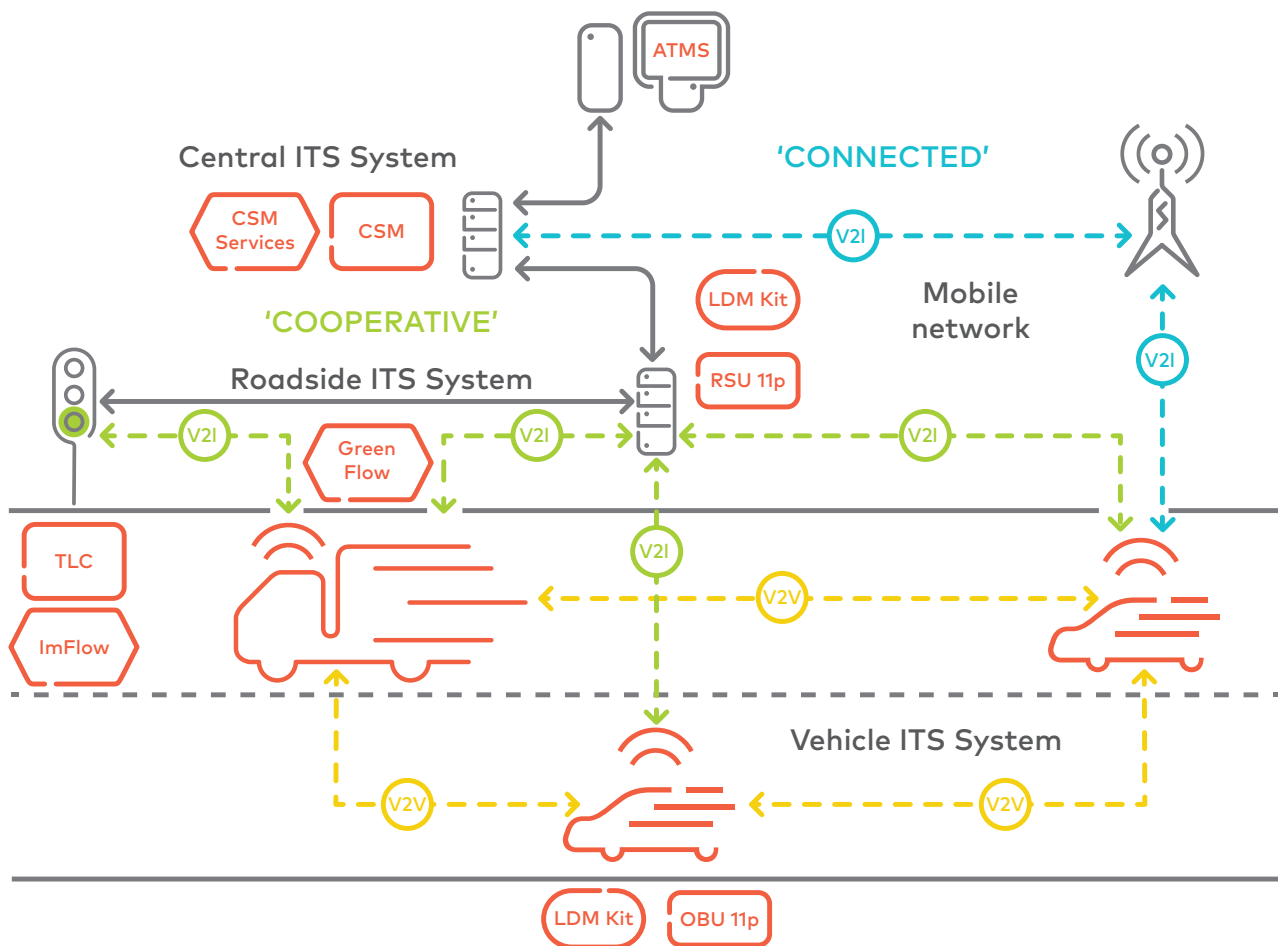 ATMS
Central ITS System
'CONNECTED'
CSM
Services
CSM
V2I
LDM Kit
Mobile
network
'COOPERATIVE'
V2I
Roadside ITS System
RSU 11p
V2I
V2I
V2I
Green
Flow
TLC
V2I
V2V
ImFlow
Vehicle ITS System
V2V
V2V
LDM Kit
OBU 11p